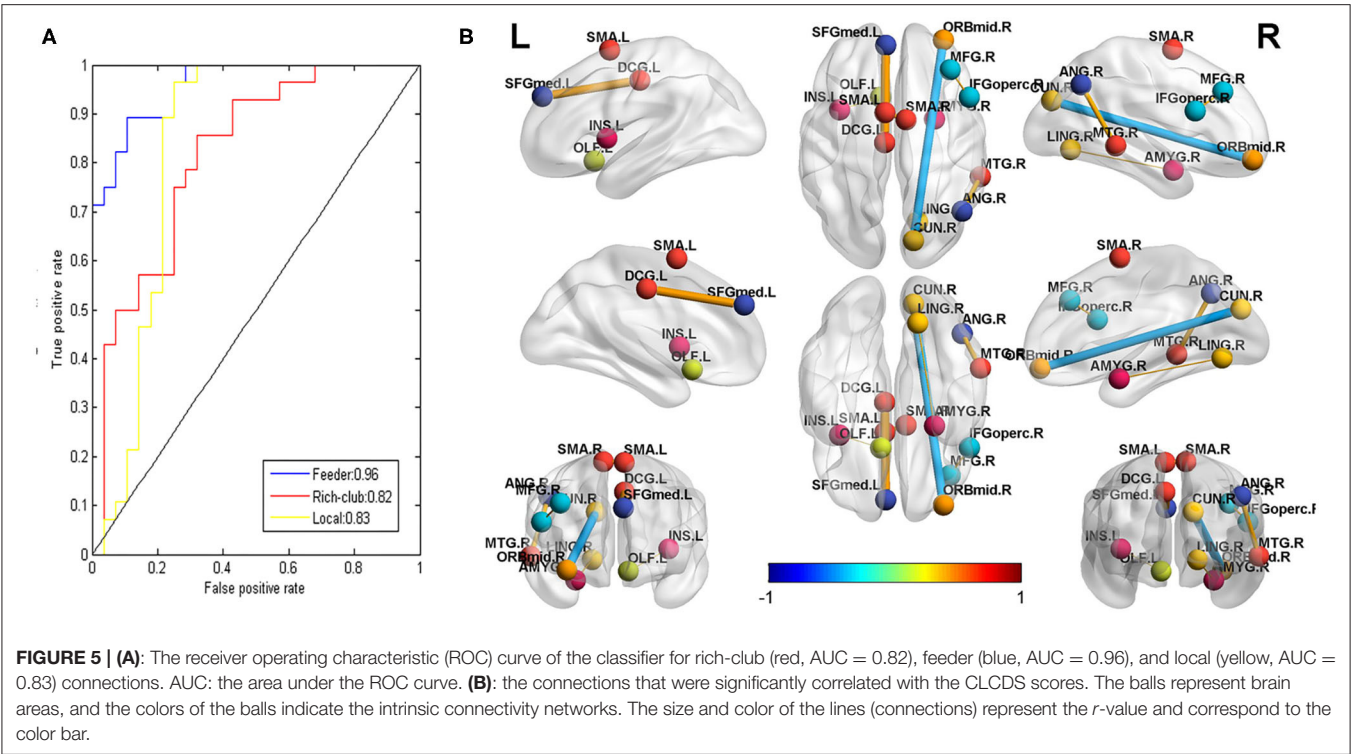 A
B
L
R
1
0.9
0.8
0.7
0.6
0.5
0.4
0.3
0.2
0.1
0
0 0.2 0.4 0.6 0.8 1
True positive rate
False positive rate
Feeder:0.96
Rich-club:0.82
Local:0.83
SMA.L
DCG.L
SFGmed.L
INS.L
OLF.L
SFGmed.L
ORBmid.R
MFG.R
OLF.L
IFGoperc.R
INS.L
SMA.L
SMA.R
DCG.L
MTG.R
ANG.R
CUN.R
SMA.R
ANG.R
MFG.R
IFGoperc.R
LING.R
MTG.R
ORBmid.R
AMYG.R
SMA.L
DCG.L
SFGmed.L
INS.L
OLF.L
CUN.R
LING.R
ANG.R
MTG.R
DCG.L
INS.L
SMA.L
AMYG.R
OLF.L
IFGoperc.R
MFG.R
SFGmed.L
ORBmid.R
SMA.R
ANG.R
MFG.R
CUN.R
IFGoperc.R
ORBmid.R
MTG.R
LING.R
AMYG.R
SMA.R
SMA.L
ANG.R
MFG.R
DCG.L
SFGmed.L
INS.L
MTG.R
LING.R
ORBmid.R
OLF.L
SMA.L
SMA.R
DCG.L
SFGmed.L
CUN.R
ANG.R
INS.L
LING.R
MTG.R
OLF.L
-1 1
FIGURE 5 | (A): The receiver operating characteristic (ROC) curve of the classifier for rich-club (red, AUC = 0.82), feeder (blue, AUC = 0.96), and local (yellow, AUC =
0.83) connections. AUC: the area under the ROC curve. (B): the connections that were significantly correlated with the CLCDS scores. The balls represent brain
areas, and the colors of the balls indicate the intrinsic connectivity networks. The size and color of the lines (connections) represent the r-value and correspond to the
color bar.